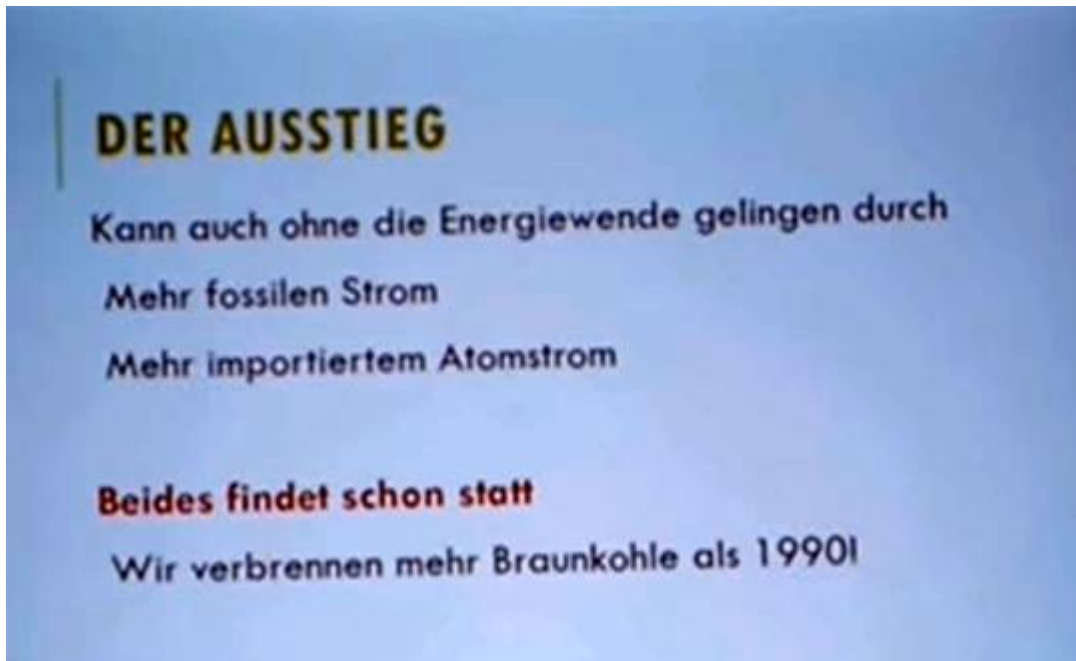 DER AUSSTIEG
Kann auch ohne die Energiewende gelingen durch
Mehr fossilen Strom
Mehr importiertem Atomstrom
Beides findet schon statt
Wir verbrennen mehr Braunkohle als 1990!